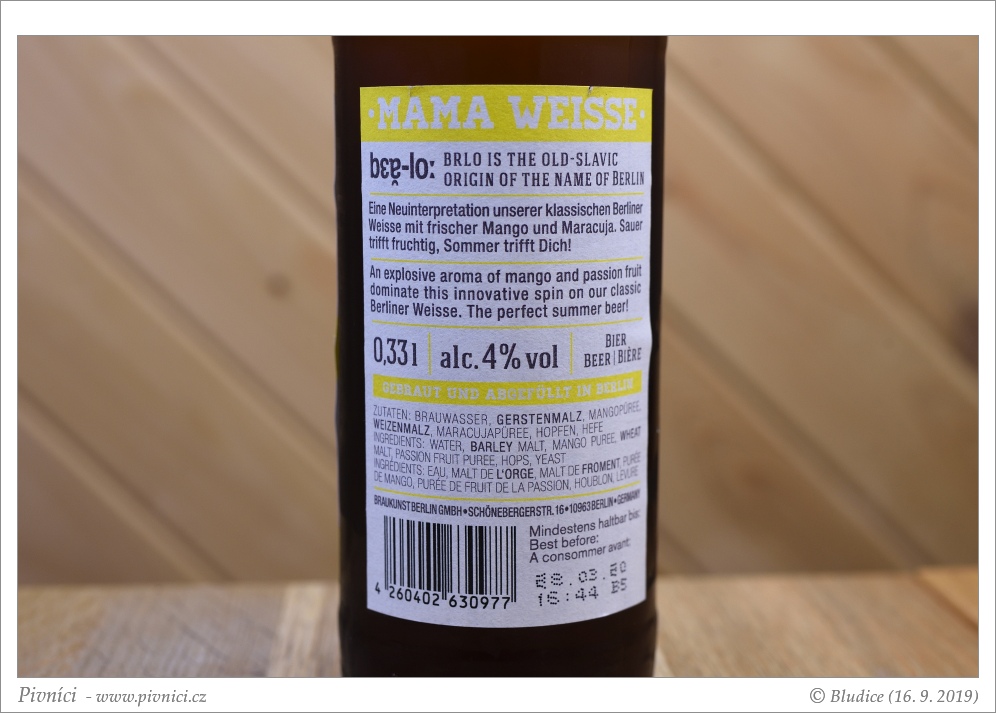 ·MAMA WEISSE·
BRLO IS THE OLD-SLAVIC
ORIGIN OF THE NAME OF BERLIN
Eine Neuinterpretation unserer klassischen Berliner
Weisse mit frischer Mango und Maracuja. Sauer
trifft fruchtig, Sommer trifft Dich!
An explosive aroma of mango and passion fruit
dominate this innovative spin on our classic
Berliner Weisse. The perfect summer beer!
0,33 l
alc. 4% vol
BIER
BEER | BIÈRE
GEBRAUT UND ABGEFÜLLT IN BERLIN
ZUTATEN: BRAUWASSER, GERSTENMALZ, MANGOPÜREE,
WEIZENMALZ, MARACUJAPÜREE, HOPFEN, HEFE
INGREDIENTS: WATER, BARLEY MALT, MANGO PUREE, WHEAT
MALT, PASSION FRUIT PUREE, HOPS, YEAST
INGRÉDIENTS: EAU, MALT DE L'ORGE, MALT DE FROMENT, PURÉE
DE MANGO, PURÉE DE FRUIT DE LA PASSION, HOUBLON, LEVURE
BRAUKUNST BERLIN GMBH • SCHÖNEBERGERSTR. 16 • 10963 BERLIN • GERMANY
Mindestens haltbar bis:
Best before:
A consommer avant:
28.03.20
16:44 B5
4 260402 630977
Pivníci - www.pivnici.cz
© Bludice (16. 9. 2019)